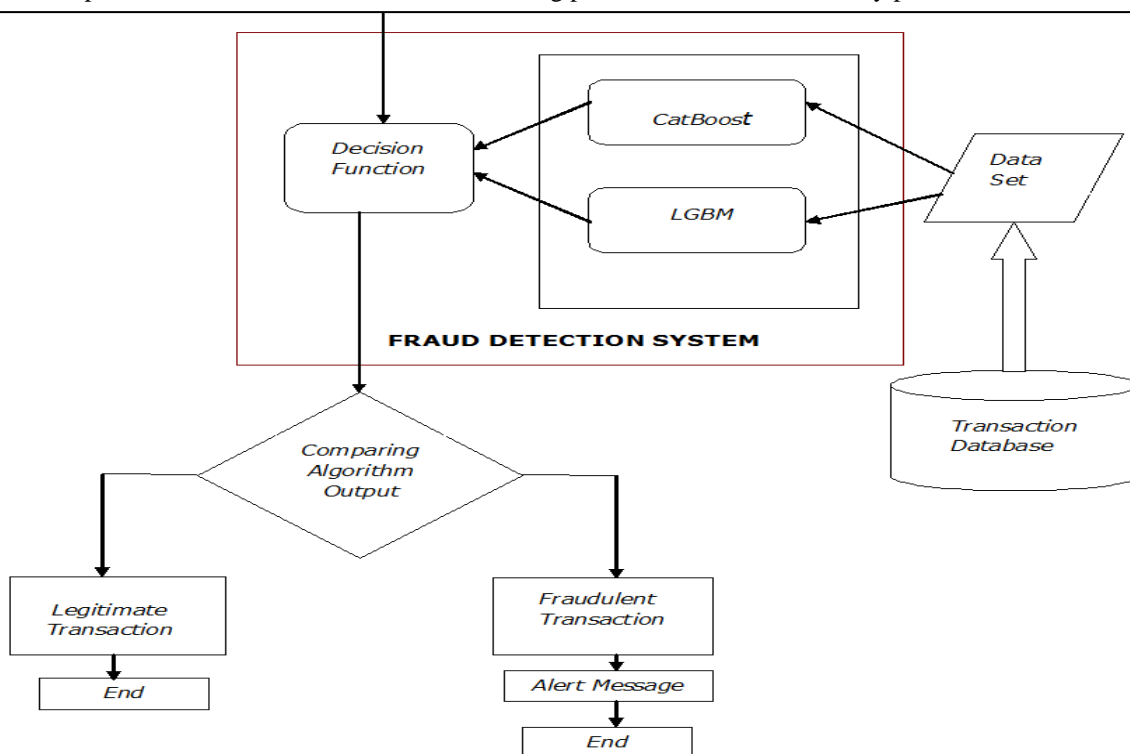 CatBoost
Decision
Function
Data
Set
LGBM
FRAUD DETECTION SYSTEM
Transaction
Database
Comparing
Algorithm
Output
Legitimate
Transaction
Fraudulent
Transaction
End
Alert Message
End